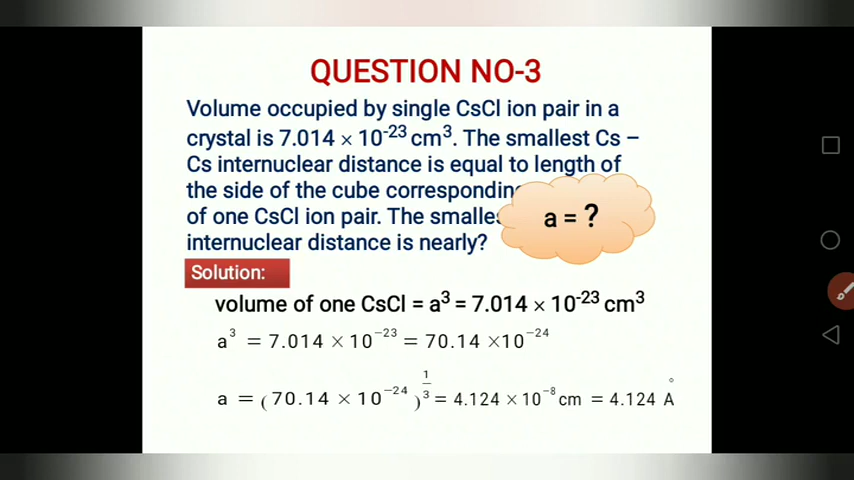 QUESTION NO-3
Volume occupied by single CsCl ion pair in a
crystal is 7.014 × 10⁻²³ cm³. The smallest Cs –
Cs internuclear distance is equal to length of
the side of the cube
of one CsCl ion pair. The
internuclear distance is nearly?
a = ?
Solution:
volume of one CsCl = a³ = 7.014 × 10⁻²³ cm³
a³ = 7.014 × 10⁻²³ = 70.14 ×10⁻²⁴
a = (70.14 × 10⁻²⁴)^(1/3) = 4.124 × 10⁻⁸ cm = 4.124 Å